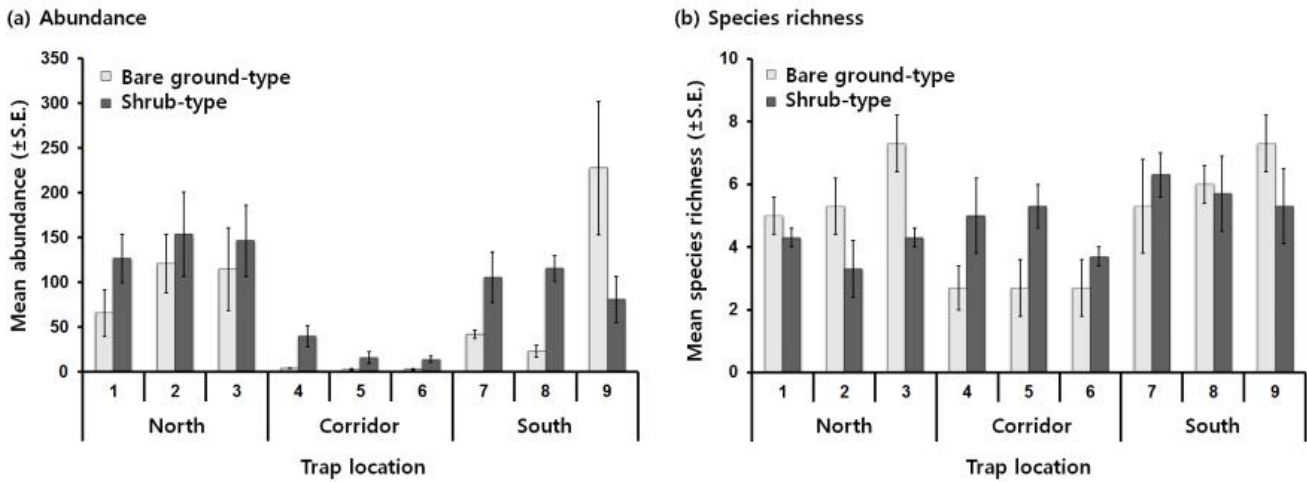 (a) Abundance
Mean abundance (±S.E.)
350
300
250
200
150
100
50
0
Bare ground-type
Shrub-type
1 2 3 4 5 6 7 8 9
North Corridor South
Trap location
(b) Species richness
Mean species richness (±S.E.)
10
8
6
4
2
0
Bare ground-type
Shrub-type
1 2 3 4 5 6 7 8 9
North Corridor South
Trap location